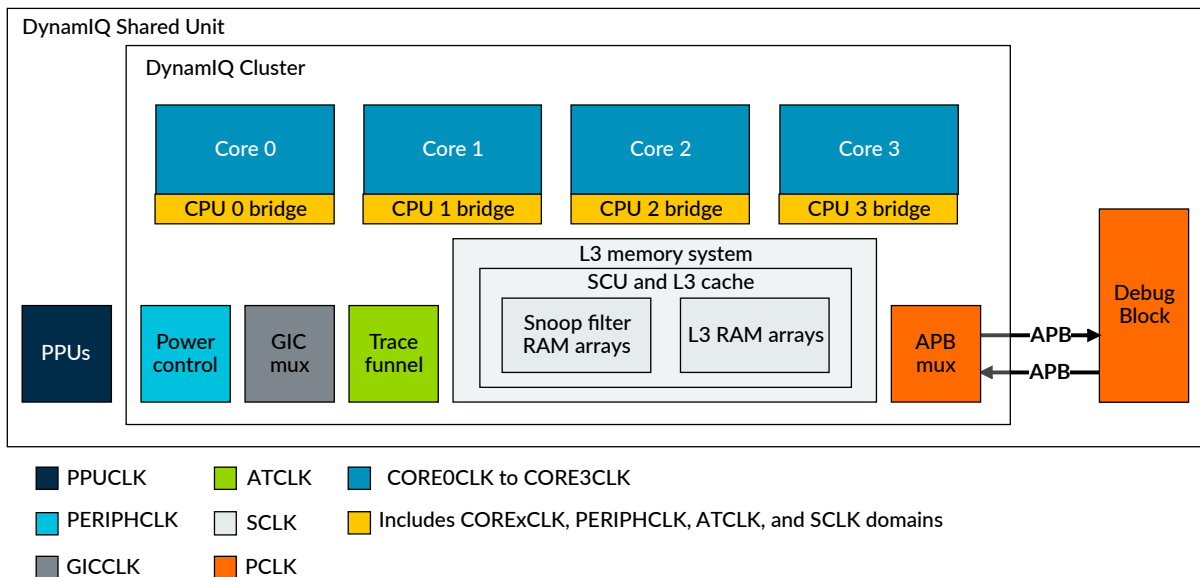 DynamIQ Shared Unit
DynamIQ Cluster
Core 0
Core 1
Core 2
Core 3
CPU 0 bridge
CPU 1 bridge
CPU 2 bridge
CPU 3 bridge
L3 memory system
SCU and L3 cache
Snoop filter
RAM arrays
L3 RAM arrays
PPUs
Power
control
GIC
mux
Trace
funnel
APB
mux
APB
APB
Debug
Block
PPUCLK
ATCLK
CORE0CLK to CORE3CLK
PERIPHCLK
SCLK
Includes CORExCLK, PERIPHCLK, ATCLK, and SCLK domains
GICCLK
PCLK